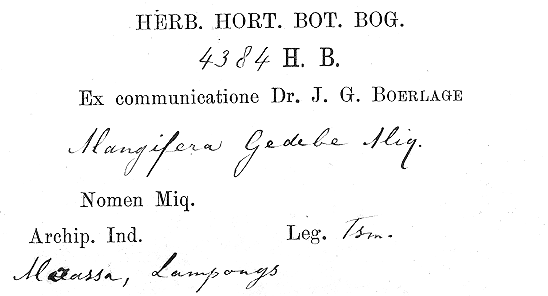 HERB. HORT. BOT. BOG.
4384 H. B.
Ex communicatione Dr. J. G. BOERLAGE
Mangifera Gedebe Miq.
Nomen Miq.
Archip. Ind. Leg. Tsm.
Lampongs